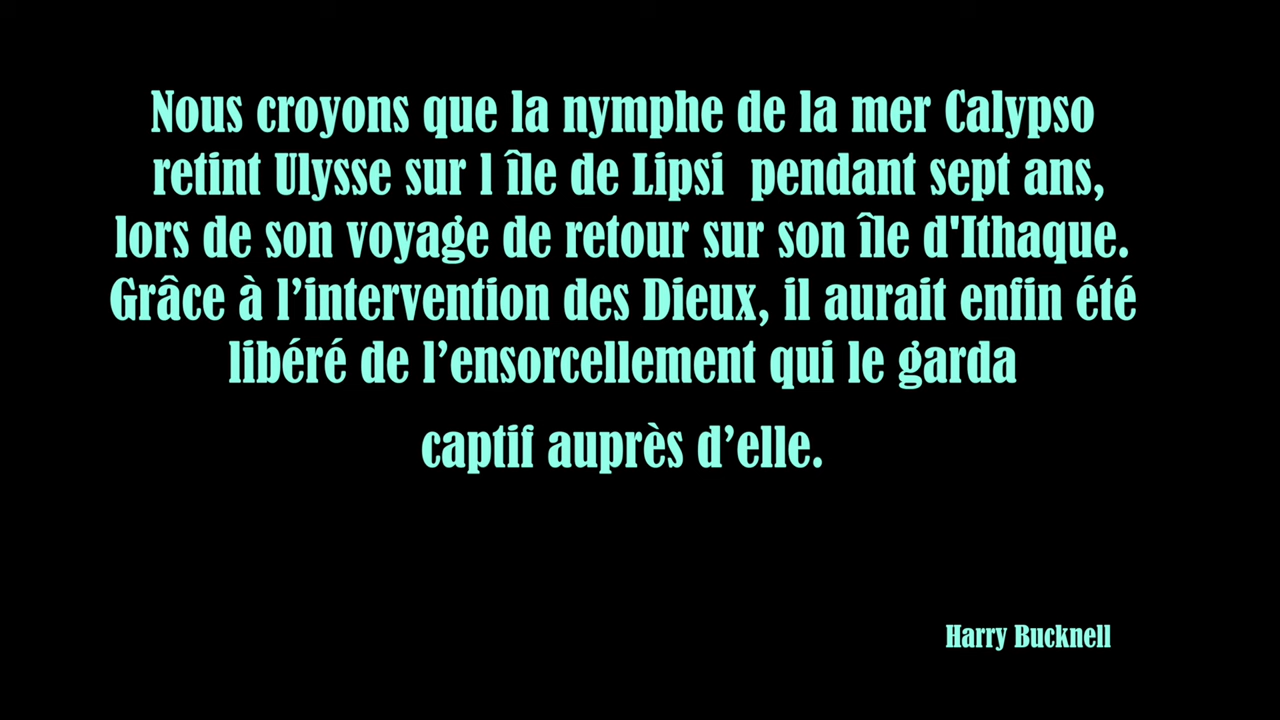 Nous croyons que la nymphe de la mer Calypso
retint Ulysse sur l île de Lipsi  pendant sept ans,
lors de son voyage de retour sur son île d'Ithaque.
Grâce à l’intervention des Dieux, il aurait enfin été
libéré de l’ensorcellement qui le garda
captif auprès d’elle.
Harry Bucknell